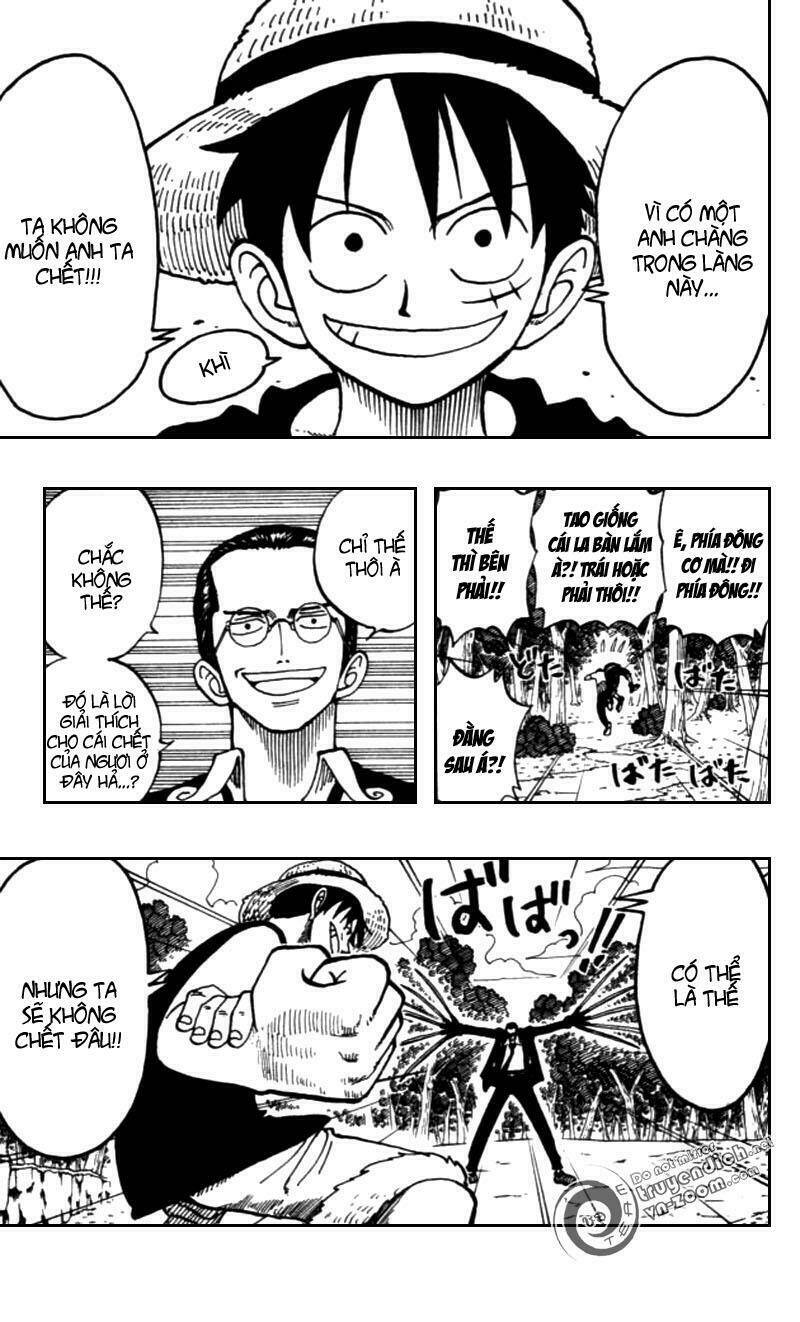 VÌ CÓ MỘT
ANH CHÀNG
TRONG LÀNG
NÀY...
TA KHÔNG
MUỐN ANH TA
CHẾT!!!
KHÌ
Ê, PHÍA ĐÔNG
CƠ MÀ!! ĐI
PHÍA ĐÔNG!!
TAO GIỐNG
CÁI LA BÀN LẮM
À?! TRÁI HOẶC
PHẢI THÔI!!
THẾ
THÌ BÊN
PHẢI!!
どた
ばた
ばたばた
ĐẰNG
SAU Á?!
CHỈ THẾ
THÔI À
CHẮC
KHÔNG
THẾ?
ĐÓ LÀ LỜI
GIẢI THÍCH
CHO CÁI CHẾT
CỦA NGƯƠI Ở
ĐÂY HẢ...?
ばばっ!!
CÓ THỂ
LÀ THẾ
NHƯNG TA
SẼ KHÔNG
CHẾT ĐÂU!!
Do not mirror
truyendich.net
vn-zoom.com